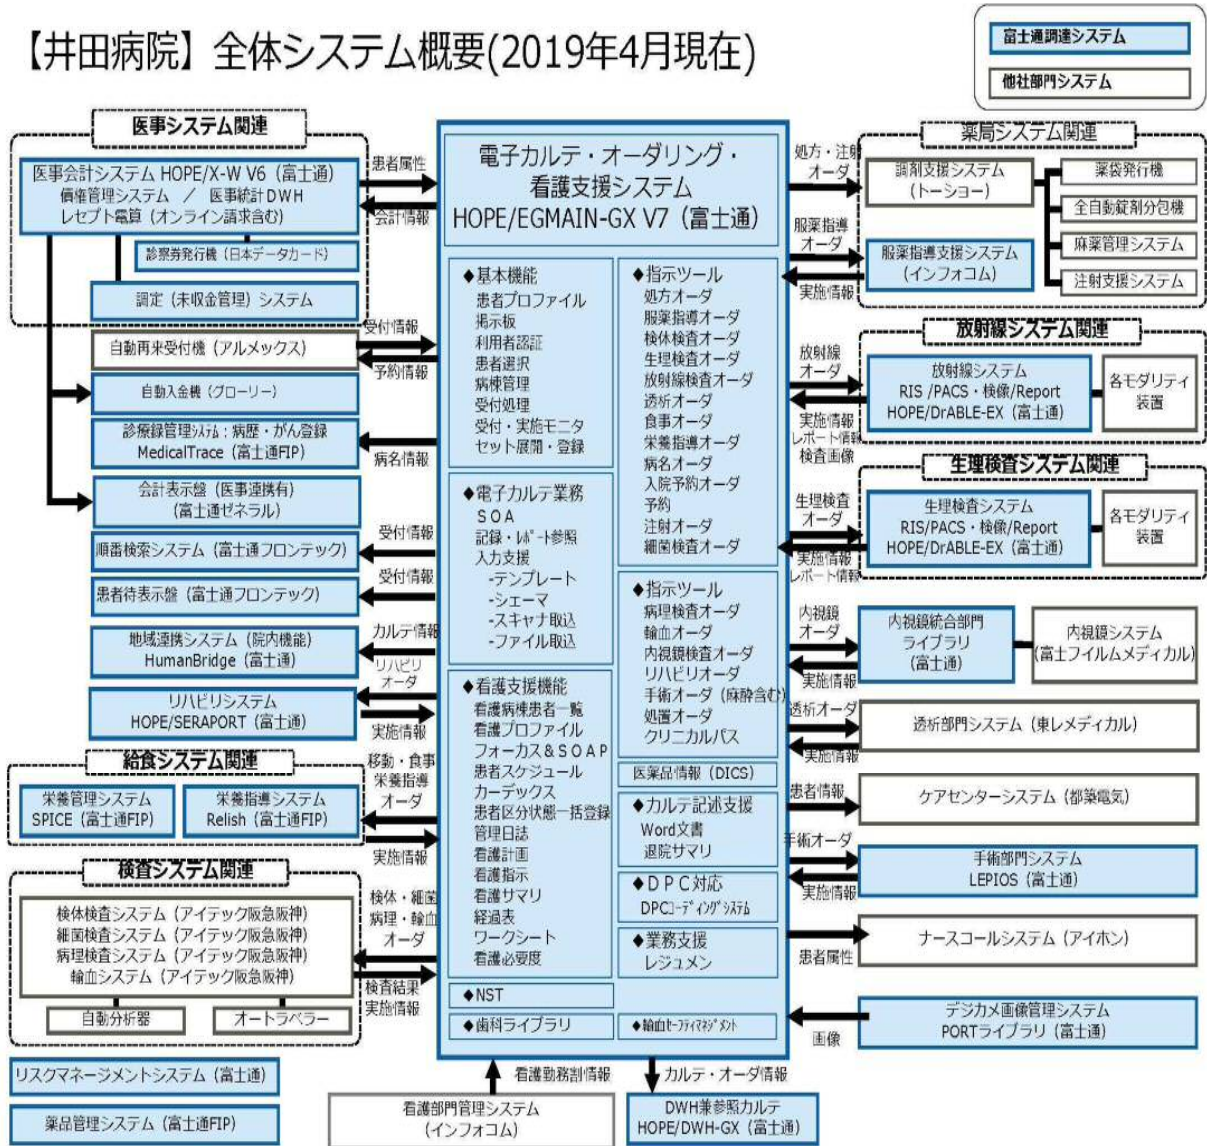 【井田病院】全体システム概要(2019年4月現在)
富士通調達システム
他社部門システム
医事システム関連
医事会計システム HOPE/X-W V6（富士通）
債権管理システム ／ 医事統計DWH
レセプト電算（オンライン請求含む）
診察券発行機（日本データカード）
調定（未収金管理）システム
患者属性
会計情報
自動再来受付機（アルメックス）
受付情報
予約情報
自動入金機（グローリー）
診療録管理ｼｽﾃﾑ：病歴・がん登録
MedicalTrace（富士通FIP）
病名情報
会計表示盤（医事連携有）
（富士通ゼネラル）
順番検索システム（富士通フロンテック）
受付情報
患者待表示盤（富士通フロンテック）
受付情報
地域連携システム（院内機能）
HumanBridge（富士通）
カルテ情報
リハビリシステム
HOPE/SERAPORT（富士通）
リハビリ
オーダ
実施情報
給食システム関連
栄養管理システム
SPICE（富士通FIP）
栄養指導システム
Relish（富士通FIP）
移動・食事
栄養指導
オーダ
実施情報
検査システム関連
検体検査システム（アイテック阪急阪神）
細菌検査システム（アイテック阪急阪神）
病理検査システム（アイテック阪急阪神）
輸血システム（アイテック阪急阪神）
自動分析器
オートラベラー
検体・細菌
病理・輸血
オーダ
検査結果
実施情報
リスクマネージメントシステム（富士通）
薬品管理システム（富士通FIP）
電子カルテ・オーダリング・
看護支援システム
HOPE/EGMAIN-GX V7（富士通）
◆基本機能
患者プロファイル
掲示板
利用者認証
患者選択
病棟管理
受付処理
受付・実施モニタ
セット展開・登録
◆電子カルテ業務
ＳＯＡ
記録・ﾚﾎﾟｰﾄ参照
入力支援
-テンプレート
-シェーマ
-スキャナ取込
-ファイル取込
◆看護支援機能
看護病棟患者一覧
看護プロファイル
フォーカス＆ＳＯＡＰ
患者スケジュール
カーデックス
患者区分状態一括登録
管理日誌
看護計画
看護指示
看護サマリ
経過表
ワークシート
看護必要度
◆NST
◆歯科ライブラリ
◆指示ツール
処方オーダ
服薬指導オーダ
検体検査オーダ
生理検査オーダ
放射線検査オーダ
透析オーダ
食事オーダ
栄養指導オーダ
病名オーダ
入院予約オーダ
予約
注射オーダ
細菌検査オーダ
◆指示ツール
病理検査オーダ
輸血オーダ
内視鏡検査オーダ
リハビリオーダ
手術オーダ（麻酔含む）
処置オーダ
クリニカルパス
医薬品情報（DICS）
◆カルテ記述支援
Word文書
退院サマリ
◆ＤＰＣ対応
DPCｺｰﾃﾞｨﾝｸﾞｼｽﾃﾑ
◆業務支援
レジュメン
◆輸血ｾｰﾌﾃｨﾏﾈｼﾞﾒﾝﾄ
看護勤務割情報
看護部門管理システム
（インフォコム）
カルテ・オーダ情報
DWH兼参照カルテ
HOPE/DWH-GX（富士通）
薬局システム関連
処方・注射
オーダ
調剤支援システム
（トーショー）
薬袋発行機
全自動錠剤分包機
麻薬管理システム
注射支援システム
服薬指導
オーダ
実施情報
服薬指導支援システム
（インフォコム）
放射線システム関連
放射線
オーダ
実施情報
レポート情報
検査画像
放射線システム
RIS /PACS・検像/Report
HOPE/DrABLE-EX（富士通）
各モダリティ
装置
生理検査システム関連
生理検査
オーダ
実施情報
レポート情報
生理検査システム
RIS/PACS・検像/Report
HOPE/DrABLE-EX（富士通）
各モダリティ
装置
内視鏡
オーダ
実施情報
内視鏡統合部門
ライブラリ
（富士通）
内視鏡システム
（富士フイルムメディカル）
透析オーダ
実施情報
透析部門システム（東レメディカル）
患者情報
ケアセンターシステム（都築電気）
手術オーダ
実施情報
手術部門システム
LEPIOS（富士通）
患者属性
ナースコールシステム（アイホン）
画像
デジカメ画像管理システム
PORTライブラリ（富士通）